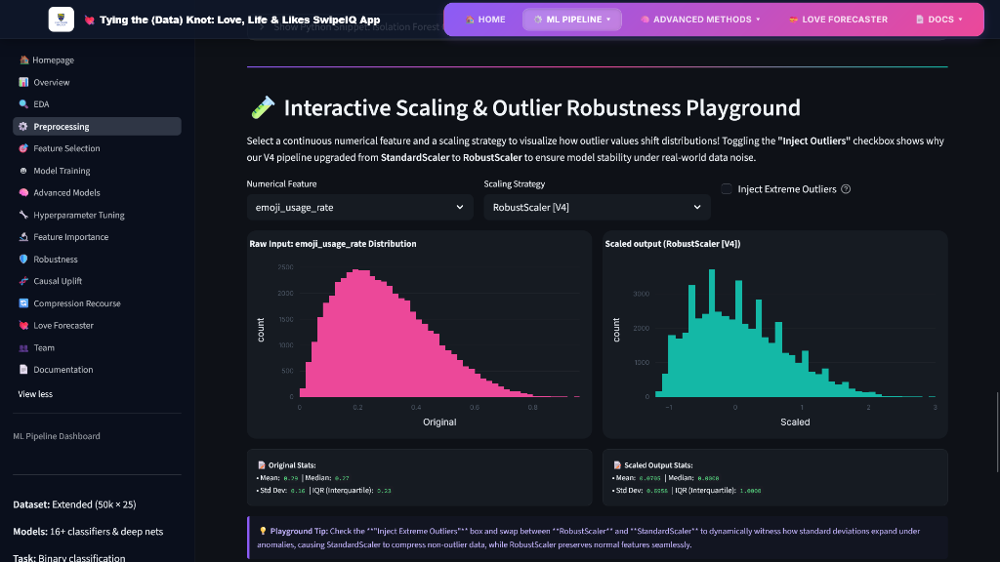 Tying the (Data) Knot: Love, Life & Likes SwipeIQ App
HOME
ML PIPELINE
ADVANCED METHODS
LOVE FORECASTER
DOCS
Show Python Snippet: Isolation Forest
Homepage
Overview
EDA
Preprocessing
Feature Selection
Model Training
Advanced Models
Hyperparameter Tuning
Feature Importance
Robustness
Causal Uplift
Compression Recourse
Love Forecaster
Team
Documentation
View less
ML Pipeline Dashboard
Dataset: Extended (50k × 25)
Models: 16+ classifiers & deep nets
Task: Binary classification
Interactive Scaling & Outlier Robustness Playground
Select a continuous numerical feature and a scaling strategy to visualize how outlier values shift distributions! Toggling the "Inject Outliers" checkbox shows why
our V4 pipeline upgraded from StandardScaler to RobustScaler to ensure model stability under real-world data noise.
Numerical Feature
emoji_usage_rate
Scaling Strategy
RobustScaler [V4]
Inject Extreme Outliers
Raw Input: emoji_usage_rate Distribution
count
2500
2000
1500
1000
500
0
0 0.2 0.4 0.6 0.8
Original
Scaled output (RobustScaler [V4])
count
3000
2000
1000
0
−1 0 1 2 3
Scaled
Original Stats:
• Mean: 0.29 | Median: 0.27
• Std Dev: 0.16 | IQR (Interquartile): 0.23
Scaled Output Stats:
• Mean: 0.0705 | Median: 0.0000
• Std Dev: | IQR (Interquartile): 1.0000
Playground Tip: Check the **"Inject Extreme Outliers"** box and swap between **RobustScaler** and **StandardScaler** to dynamically witness how standard deviations expand under
anomalies, causing StandardScaler to compress non-outlier data, while RobustScaler preserves normal features seamlessly.